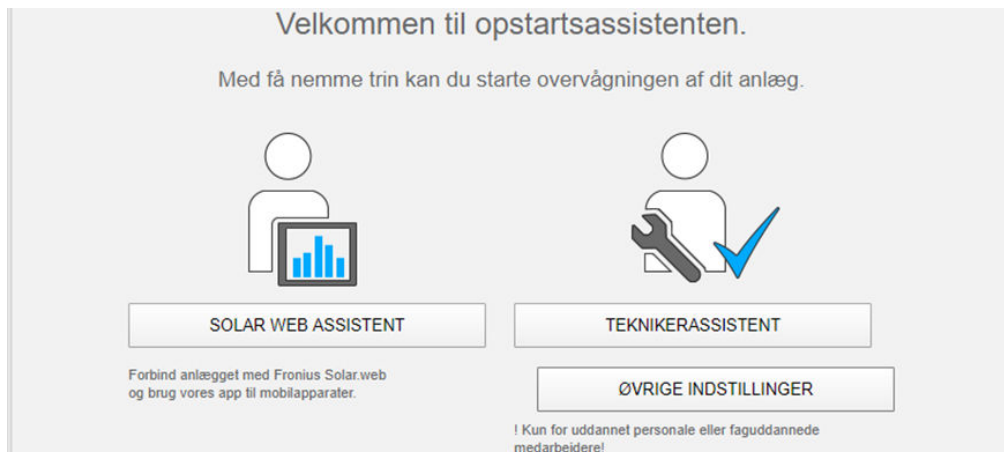 Velkommen til opstartsassistenten.
Med få nemme trin kan du starte overvågningen af dit anlæg.
SOLAR WEB ASSISTENT
Forbind anlægget med Fronius Solar.web
og brug vores app til mobilapparater.
TEKNIKERASSISTENT
ØVRIGE INDSTILLINGER
! Kun for uddannet personale eller faguddannede
medarbejdere!